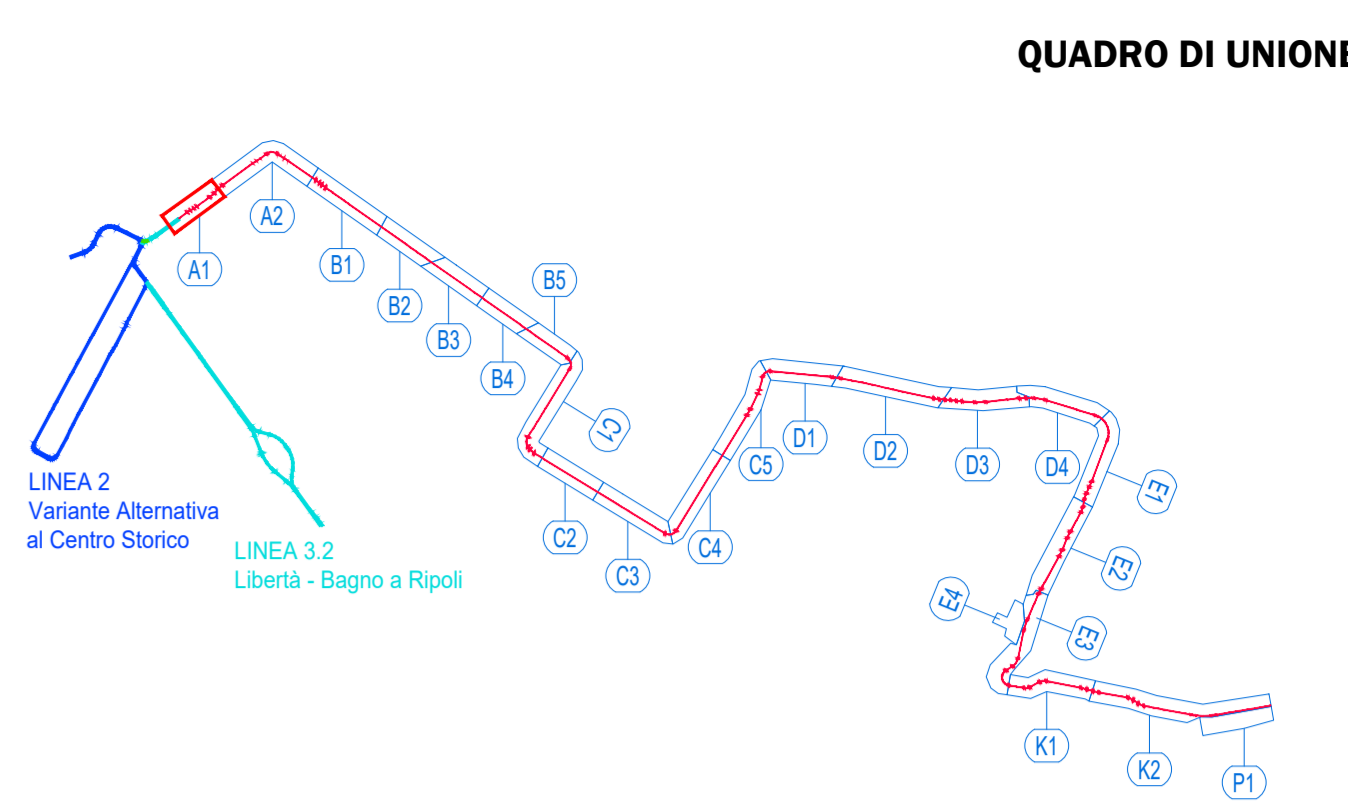 QUADRO DI UNIONE
A1
A2
B1
B2
B3
B4
B5
C1
C2
C3
C4
C5
D1
D2
D3
D4
E1
E2
E3
E4
K1
K2
P1
LINEA 2
Variante Alternativa
al Centro Storico
LINEA 3.2
Libertà - Bagno a Ripoli